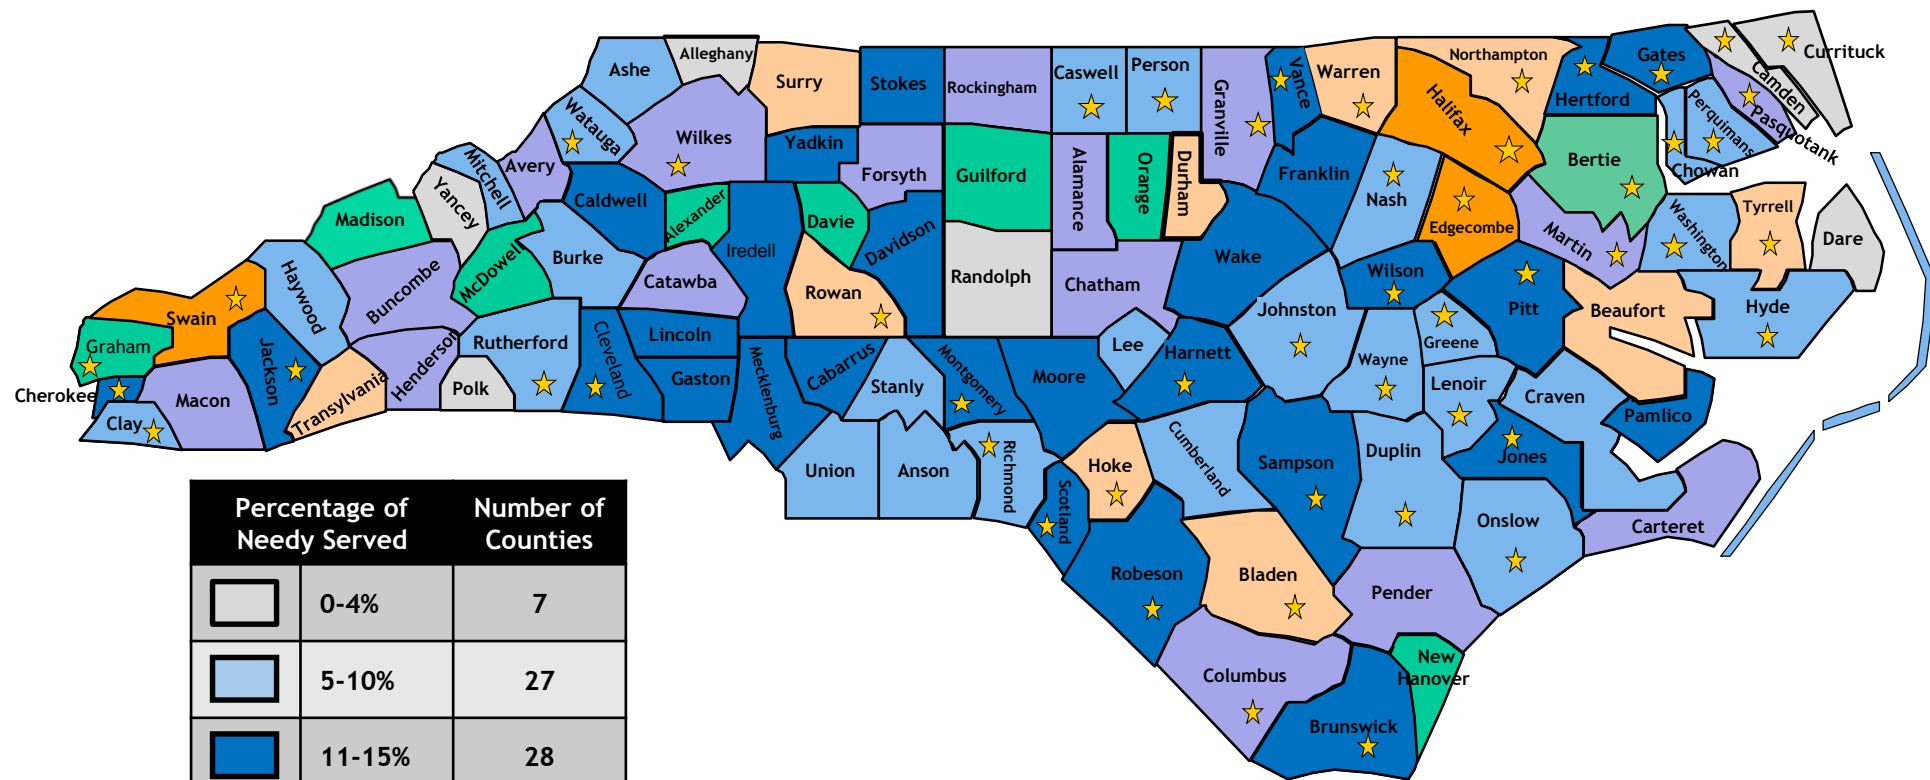 Alleghany
Currituck
Ashe
Surry
Stokes
Rockingham
Caswell
Person
Granville
Vance
Warren
Northampton
Halifax
Hertford
Gates
Camden
Pasquotank
Perquimans
Chowan
Watauga
Wilkes
Yadkin
Forsyth
Guilford
Alamance
Orange
Durham
Franklin
Nash
Edgecombe
Bertie
Martin
Washington
Tyrrell
Dare
Mitchell
Avery
Yancey
Caldwell
Alexander
Davie
Davidson
Iredell
Madison
McDowell
Burke
Catawba
Rowan
Randolph
Chatham
Wake
Wilson
Pitt
Beaufort
Hyde
Haywood
Buncombe
Swain
Graham
Cherokee
Clay
Macon
Jackson
Transylvania
Henderson
Polk
Rutherford
Cleveland
Lincoln
Gaston
Mecklenburg
Cabarrus
Stanly
Montgomery
Moore
Lee
Harnett
Johnston
Wayne
Greene
Lenoir
Craven
Pamlico
Jones
Union
Anson
Richmond
Scotland
Hoke
Cumberland
Sampson
Duplin
Onslow
Carteret
Robeson
Bladen
Pender
Columbus
Brunswick
New
Hanover
Percentage of
Needy Served
Number of
Counties
0-4%
7
5-10%
27
11-15%
28